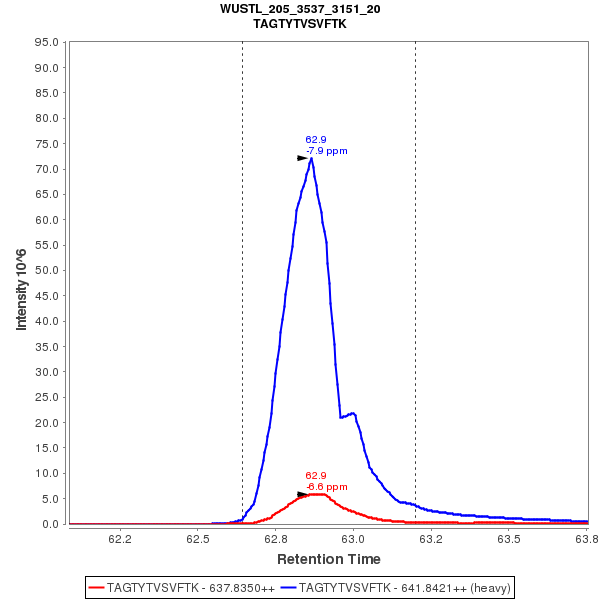 WUSTL_205_3537_3151_20
TAGTYTVSVFTK
95.0
90.0
85.0
80.0
75.0
70.0
65.0
60.0
55.0
50.0
45.0
40.0
35.0
30.0
25.0
20.0
15.0
10.0
5.0
0.0
Intensity 10^6
62.9
-7.9 ppm
62.9
-6.6 ppm
62.2 62.5 62.8 63.0 63.3 63.5 63.8
Retention Time
TAGTYTVSVFTK - 637.8350++ TAGTYTVSVFTK - 641.8421++ (heavy)